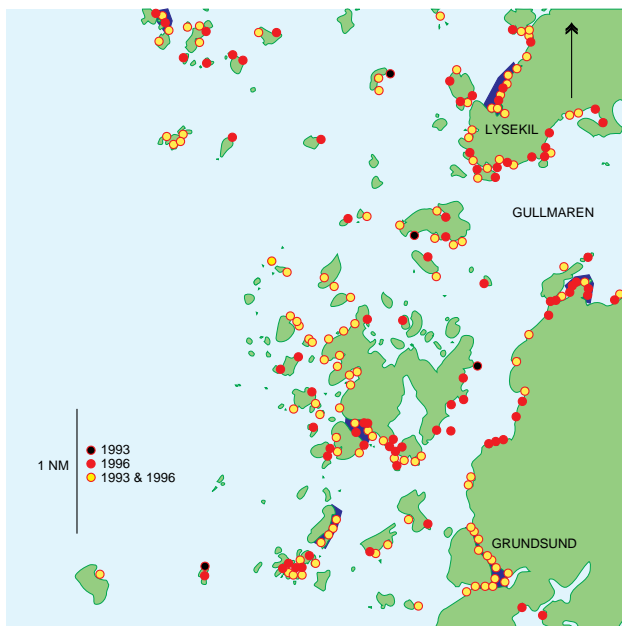 LYSEKIL
GULLMAREN
1993
1 NM
1996
1993 & 1996
GRUNDSUND